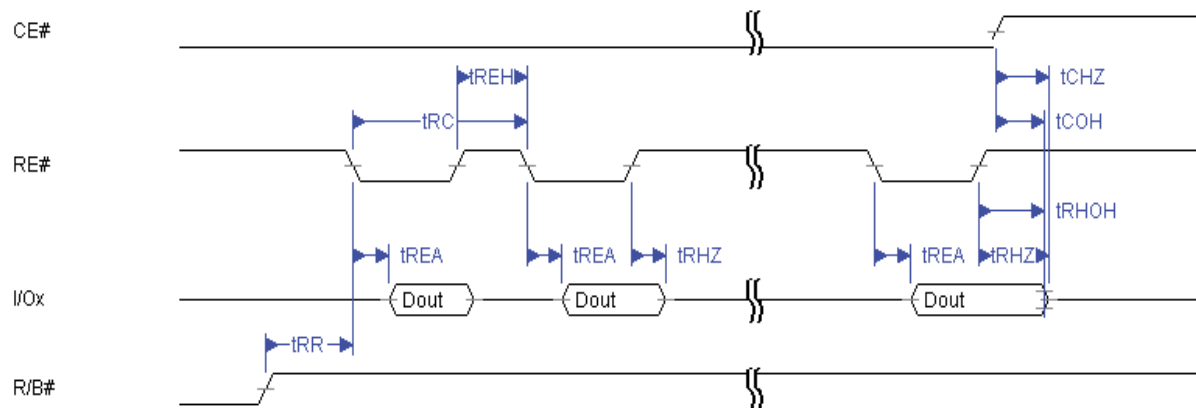 CE#
tREH
tCHZ
tRC
tCOH
RE#
tRHOH
tREA
tREA
tRHZ
tREA
tRHZ
I/Ox
Dout
Dout
Dout
tRR
R/B#